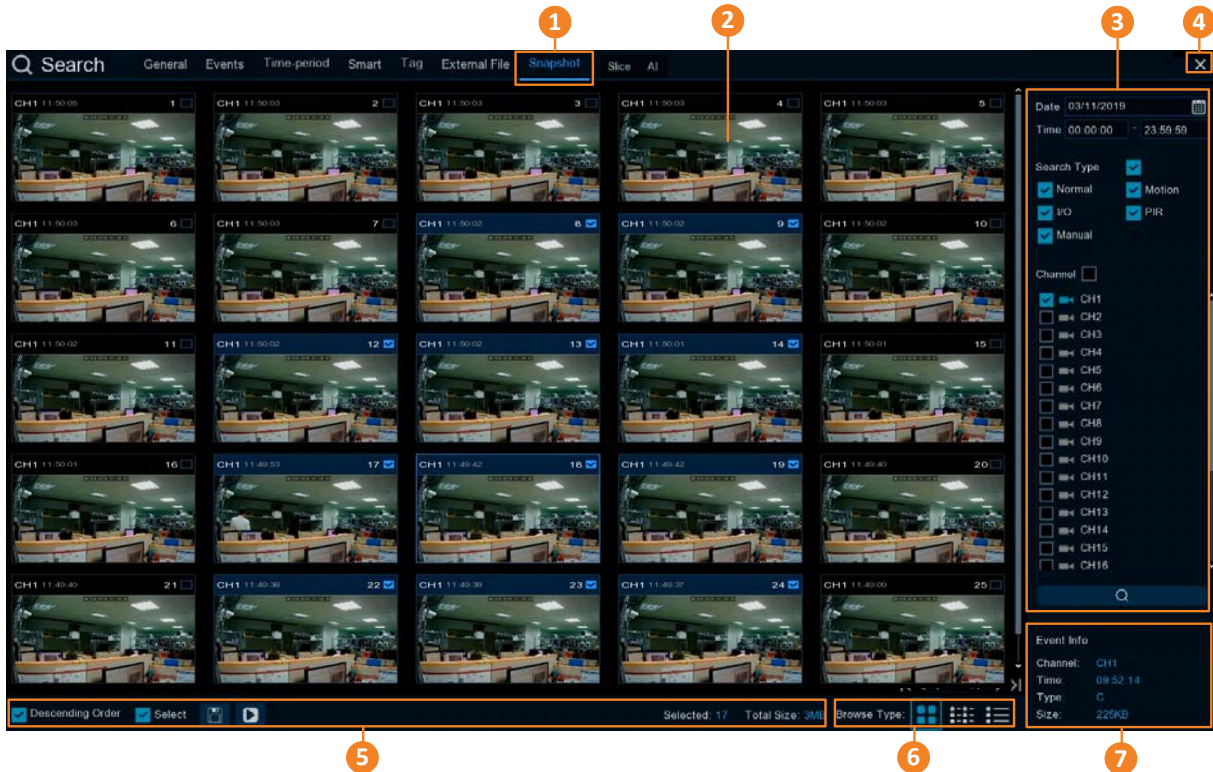 1
2
3
4
Search General Events Time-period Smart Tag External File Snapshot Slice AI
CH1 11:50:05 1
CH1 11:50:03 2
CH1 11:50:03 3
CH1 11:50:03 4
CH1 11:50:03 5
Date 03/11/2019
Time 00:00:00 - 23:59:59
Search Type
Normal Motion
I/O PIR
Manual
Channel
CH1
CH2
CH3
CH4
CH5
CH6
CH7
CH8
CH9
CH10
CH11
CH12
CH13
CH14
CH15
CH16
CH1 11:50:03 6
CH1 11:50:03 7
CH1 11:50:02 8
CH1 11:50:02 9
CH1 11:50:02 10
CH1 11:50:02 11
CH1 11:50:02 12
CH1 11:50:02 13
CH1 11:50:01 14
CH1 11:50:01 15
CH1 11:50:01 16
CH1 11:49:53 17
CH1 11:49:42 18
CH1 11:49:42 19
CH1 11:49:40 20
CH1 11:49:40 21
CH1 11:49:38 22
CH1 11:49:38 23
CH1 11:49:37 24
CH1 11:49:00 25
Event Info
Channel: CH1
Time: 09:52:14
Type: C
Size: 225KB
Descending Order Select Selected: 17 Total Size: 3MB Browse Type:
5
6
7